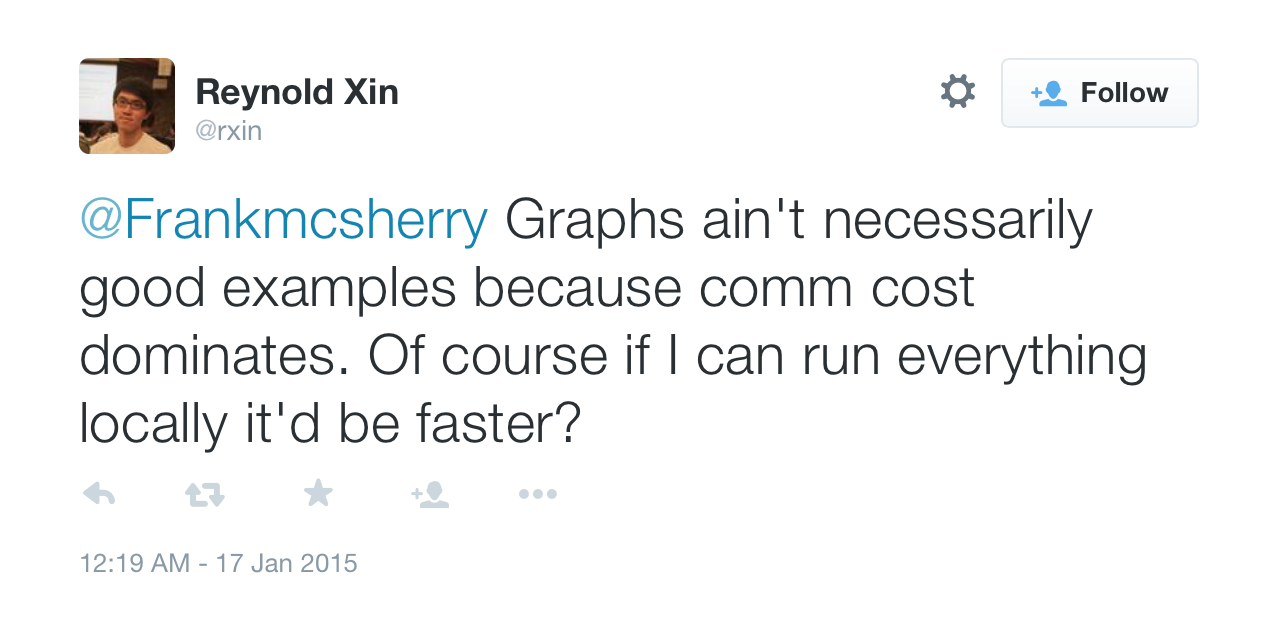 Reynold Xin
@rxin
Follow
@Frankmcsherry Graphs ain't necessarily
good examples because comm cost
dominates. Of course if I can run everything
locally it'd be faster?
12:19 AM - 17 Jan 2015